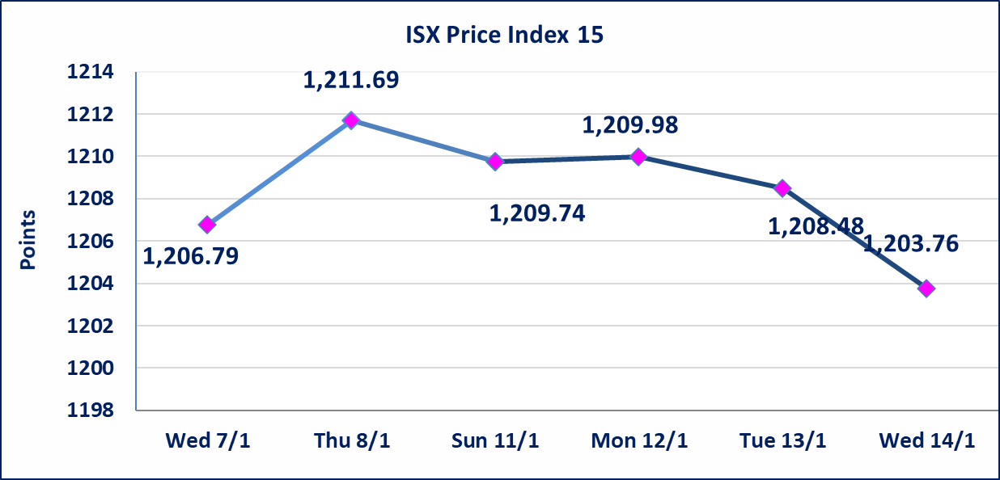 ISX Price Index 15
Points
1214
1212
1210
1208
1206
1204
1202
1200
1198
1,206.79
1,211.69
1,209.74
1,209.98
1,208.48
1,203.76
Wed 7/1
Thu 8/1
Sun 11/1
Mon 12/1
Tue 13/1
Wed 14/1